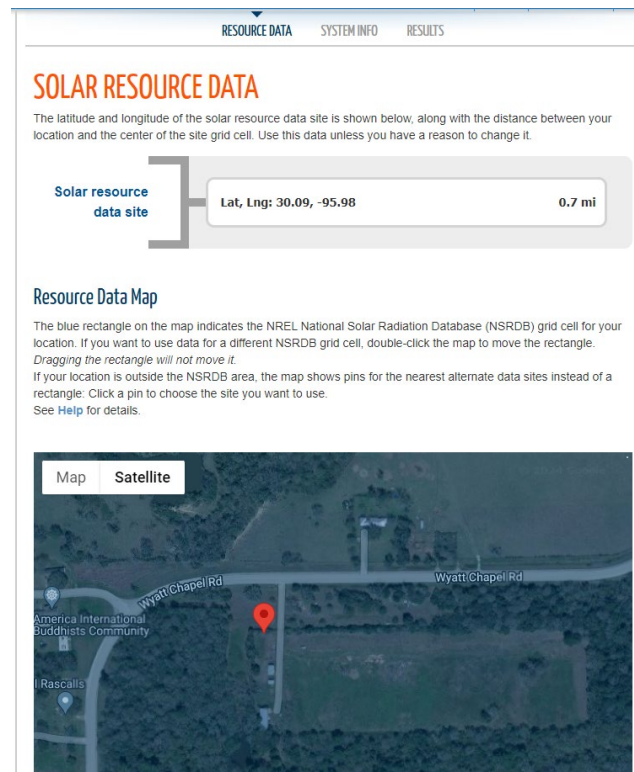 RESOURCE DATA SYSTEM INFO RESULTS
SOLAR RESOURCE DATA
The latitude and longitude of the solar resource data site is shown below, along with the distance between your
location and the center of the site grid cell. Use this data unless you have a reason to change it.
Solar resource
data site
Lat, Lng: 30.09, -95.98 0.7 mi
Resource Data Map
The blue rectangle on the map indicates the NREL National Solar Radiation Database (NSRDB) grid cell for your
location. If you want to use data for a different NSRDB grid cell, double-click the map to move the rectangle.
Dragging the rectangle will not move it.
If your location is outside the NSRDB area, the map shows pins for the nearest alternate data sites instead of a
rectangle: Click a pin to choose the site you want to use.
See Help for details.
Map Satellite
Wyatt Chapel Rd
Wyatt Chapel Rd
America International
Buddhists Community
l Rascalls